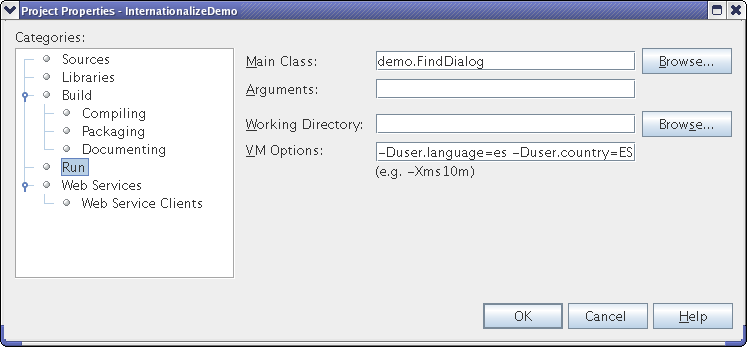 Project Properties - InternationalizeDemo
Categories:
Sources
Libraries
Build
Compiling
Packaging
Documenting
Run
Web Services
Web Service Clients
Main Class: demo.FindDialog Browse...
Arguments:
Working Directory: Browse...
VM Options: -Duser.language=es -Duser.country=ES
(e.g. -Xms10m)
OK Cancel Help